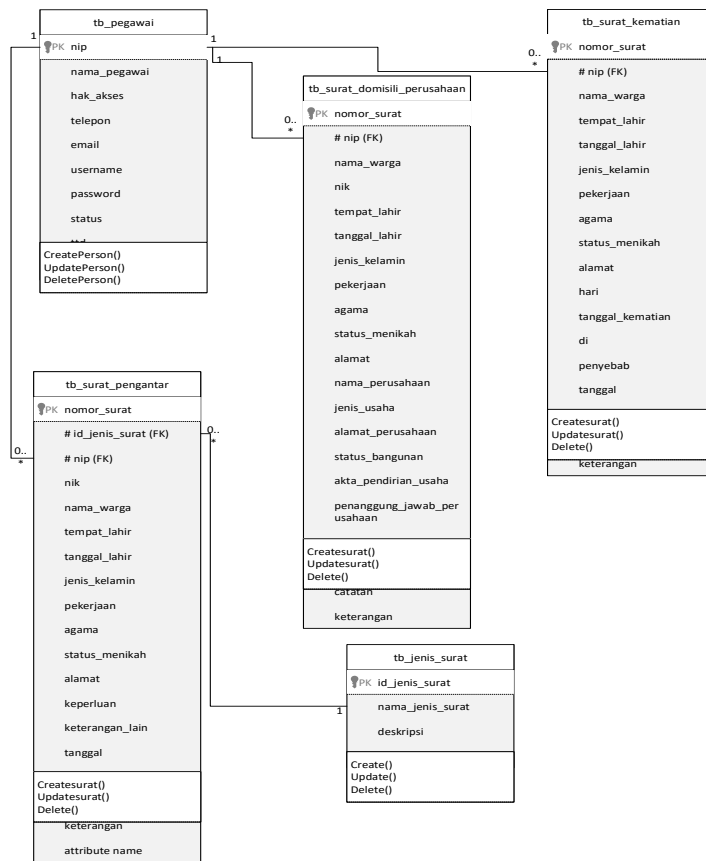 tb_pegawai
PK nip
nama_pegawai
hak_akses
telepon
email
username
password
status
ttd
CreatePerson()
UpdatePerson()
DeletePerson()
1
1
1
0..
*
0..
*
0..
*
0..
*
1
tb_surat_domisili_perusahaan
PK nomor_surat
# nip (FK)
nama_warga
nik
tempat_lahir
tanggal_lahir
jenis_kelamin
pekerjaan
agama
status_menikah
alamat
nama_perusahaan
jenis_usaha
alamat_perusahaan
status_bangunan
akta_pendirian_usaha
penanggung_jawab_per
usahaan
Createsurat()
Updatesurat()
Delete()
catatan
keterangan
tb_surat_kematian
PK nomor_surat
# nip (FK)
nama_warga
tempat_lahir
tanggal_lahir
jenis_kelamin
pekerjaan
agama
status_menikah
alamat
hari
tanggal_kematian
di
penyebab
tanggal
Createsurat()
Updatesurat()
Delete()
keterangan
tb_surat_pengantar
PK nomor_surat
# id_jenis_surat (FK)
# nip (FK)
nik
nama_warga
tempat_lahir
tanggal_lahir
jenis_kelamin
pekerjaan
agama
status_menikah
alamat
keperluan
keterangan_lain
tanggal
Createsurat()
Updatesurat()
Delete()
keterangan
attribute name
tb_jenis_surat
PK id_jenis_surat
nama_jenis_surat
deskripsi
Create()
Update()
Delete()